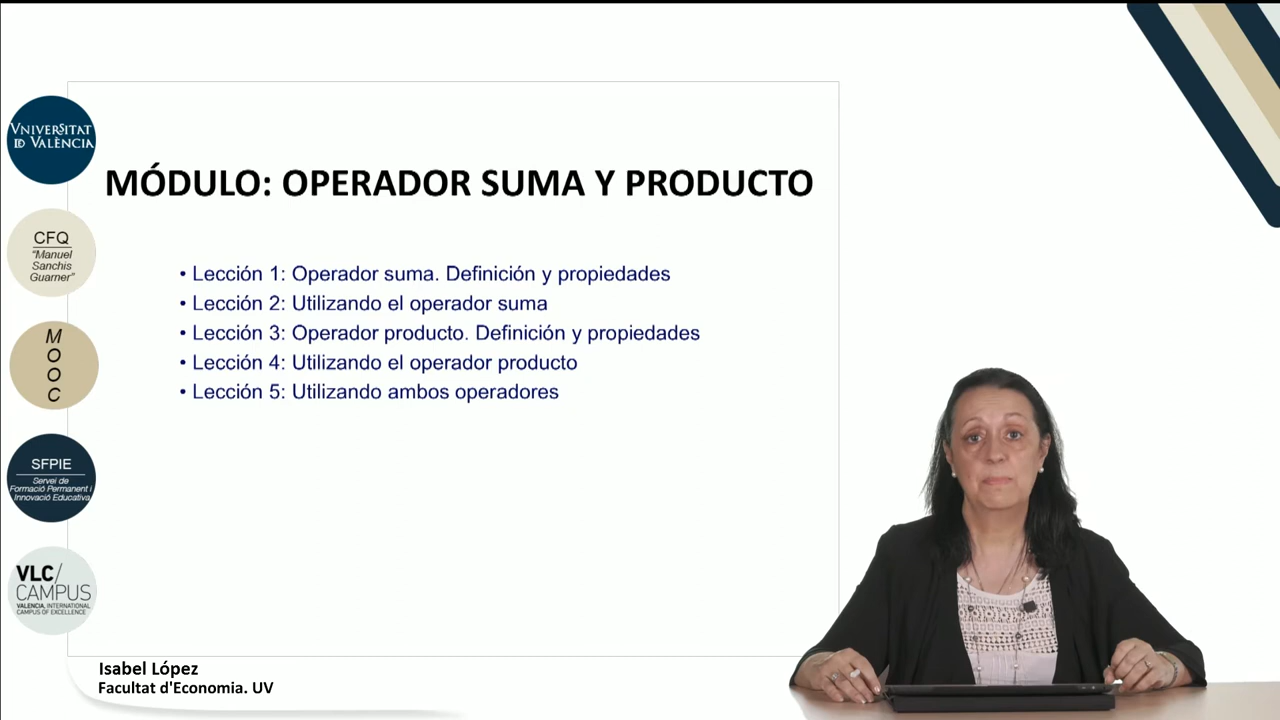 VNIVERSITAT
ID VALÈNCIA
MÓDULO: OPERADOR SUMA Y PRODUCTO
CFQ
"Manuel
Sanchis
Guarner"
• Lección 1: Operador suma. Definición y propiedades
• Lección 2: Utilizando el operador suma
• Lección 3: Operador producto. Definición y propiedades
• Lección 4: Utilizando el operador producto
• Lección 5: Utilizando ambos operadores
M
O
O
C
SFPIE
Servei de
Formació Permanent i
Innovació Educativa
VLC/
CAMPUS
VALENCIA, INTERNATIONAL
CAMPUS OF EXCELLENCE
Isabel López
Facultat d'Economia. UV